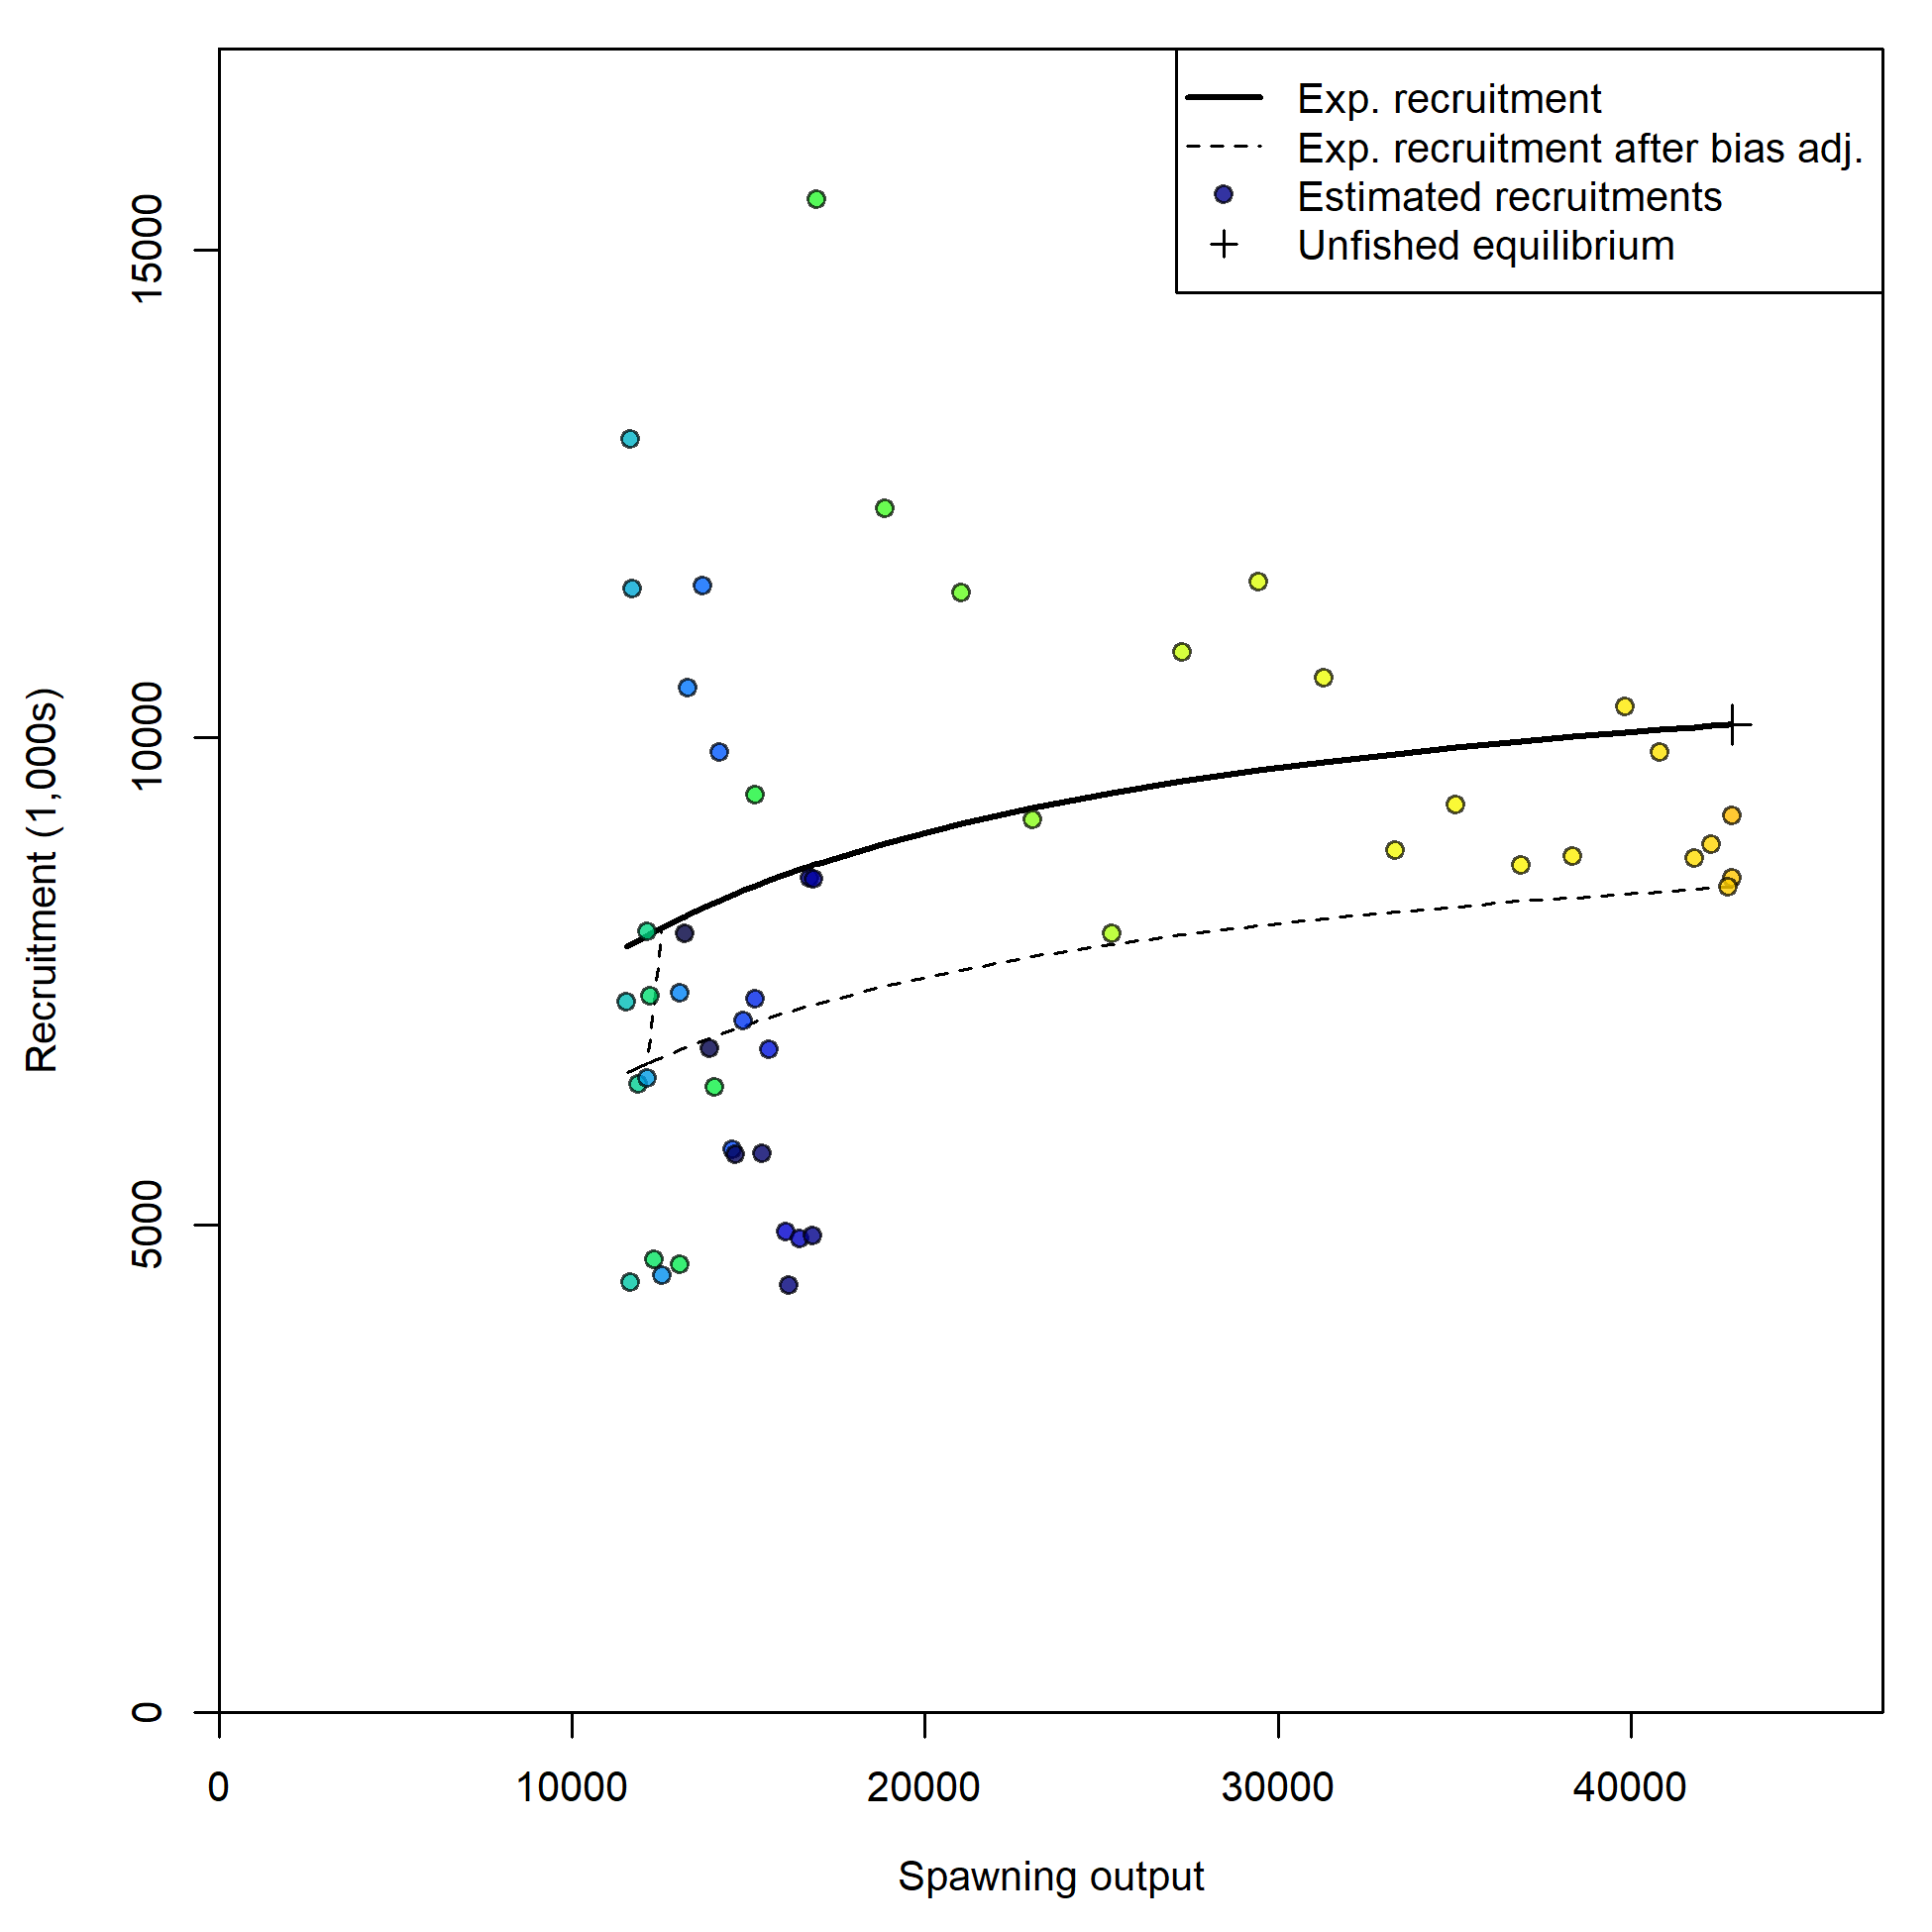 Exp. recruitment
Exp. recruitment after bias adj.
Estimated recruitments
Unfished equilibrium
15000
10000
5000
0
Recruitment (1,000s)
0 10000 20000 30000 40000
Spawning output